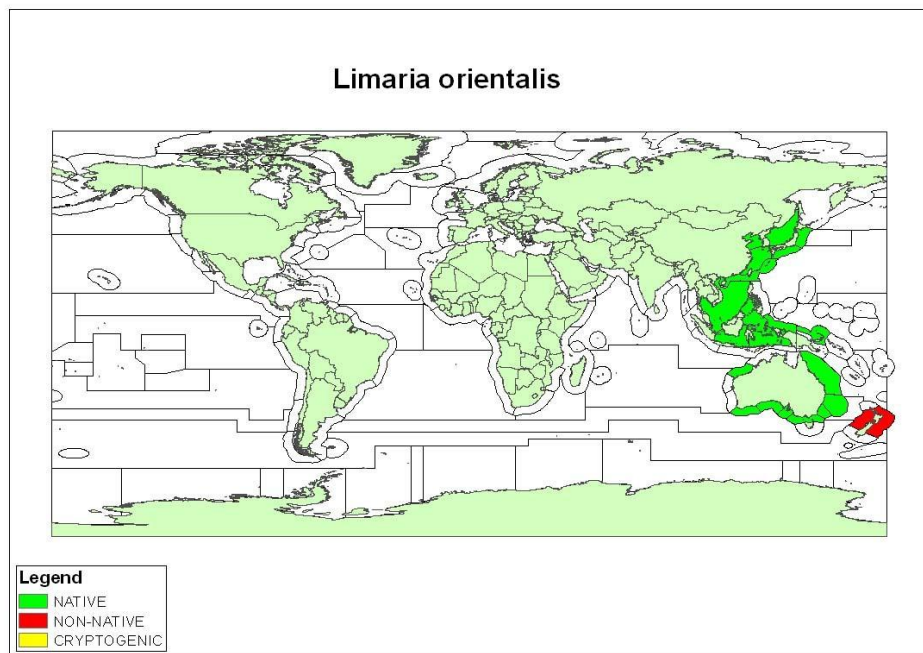 Limaria orientalis
Legend
NATIVE
NON-NATIVE
CRYPTOGENIC